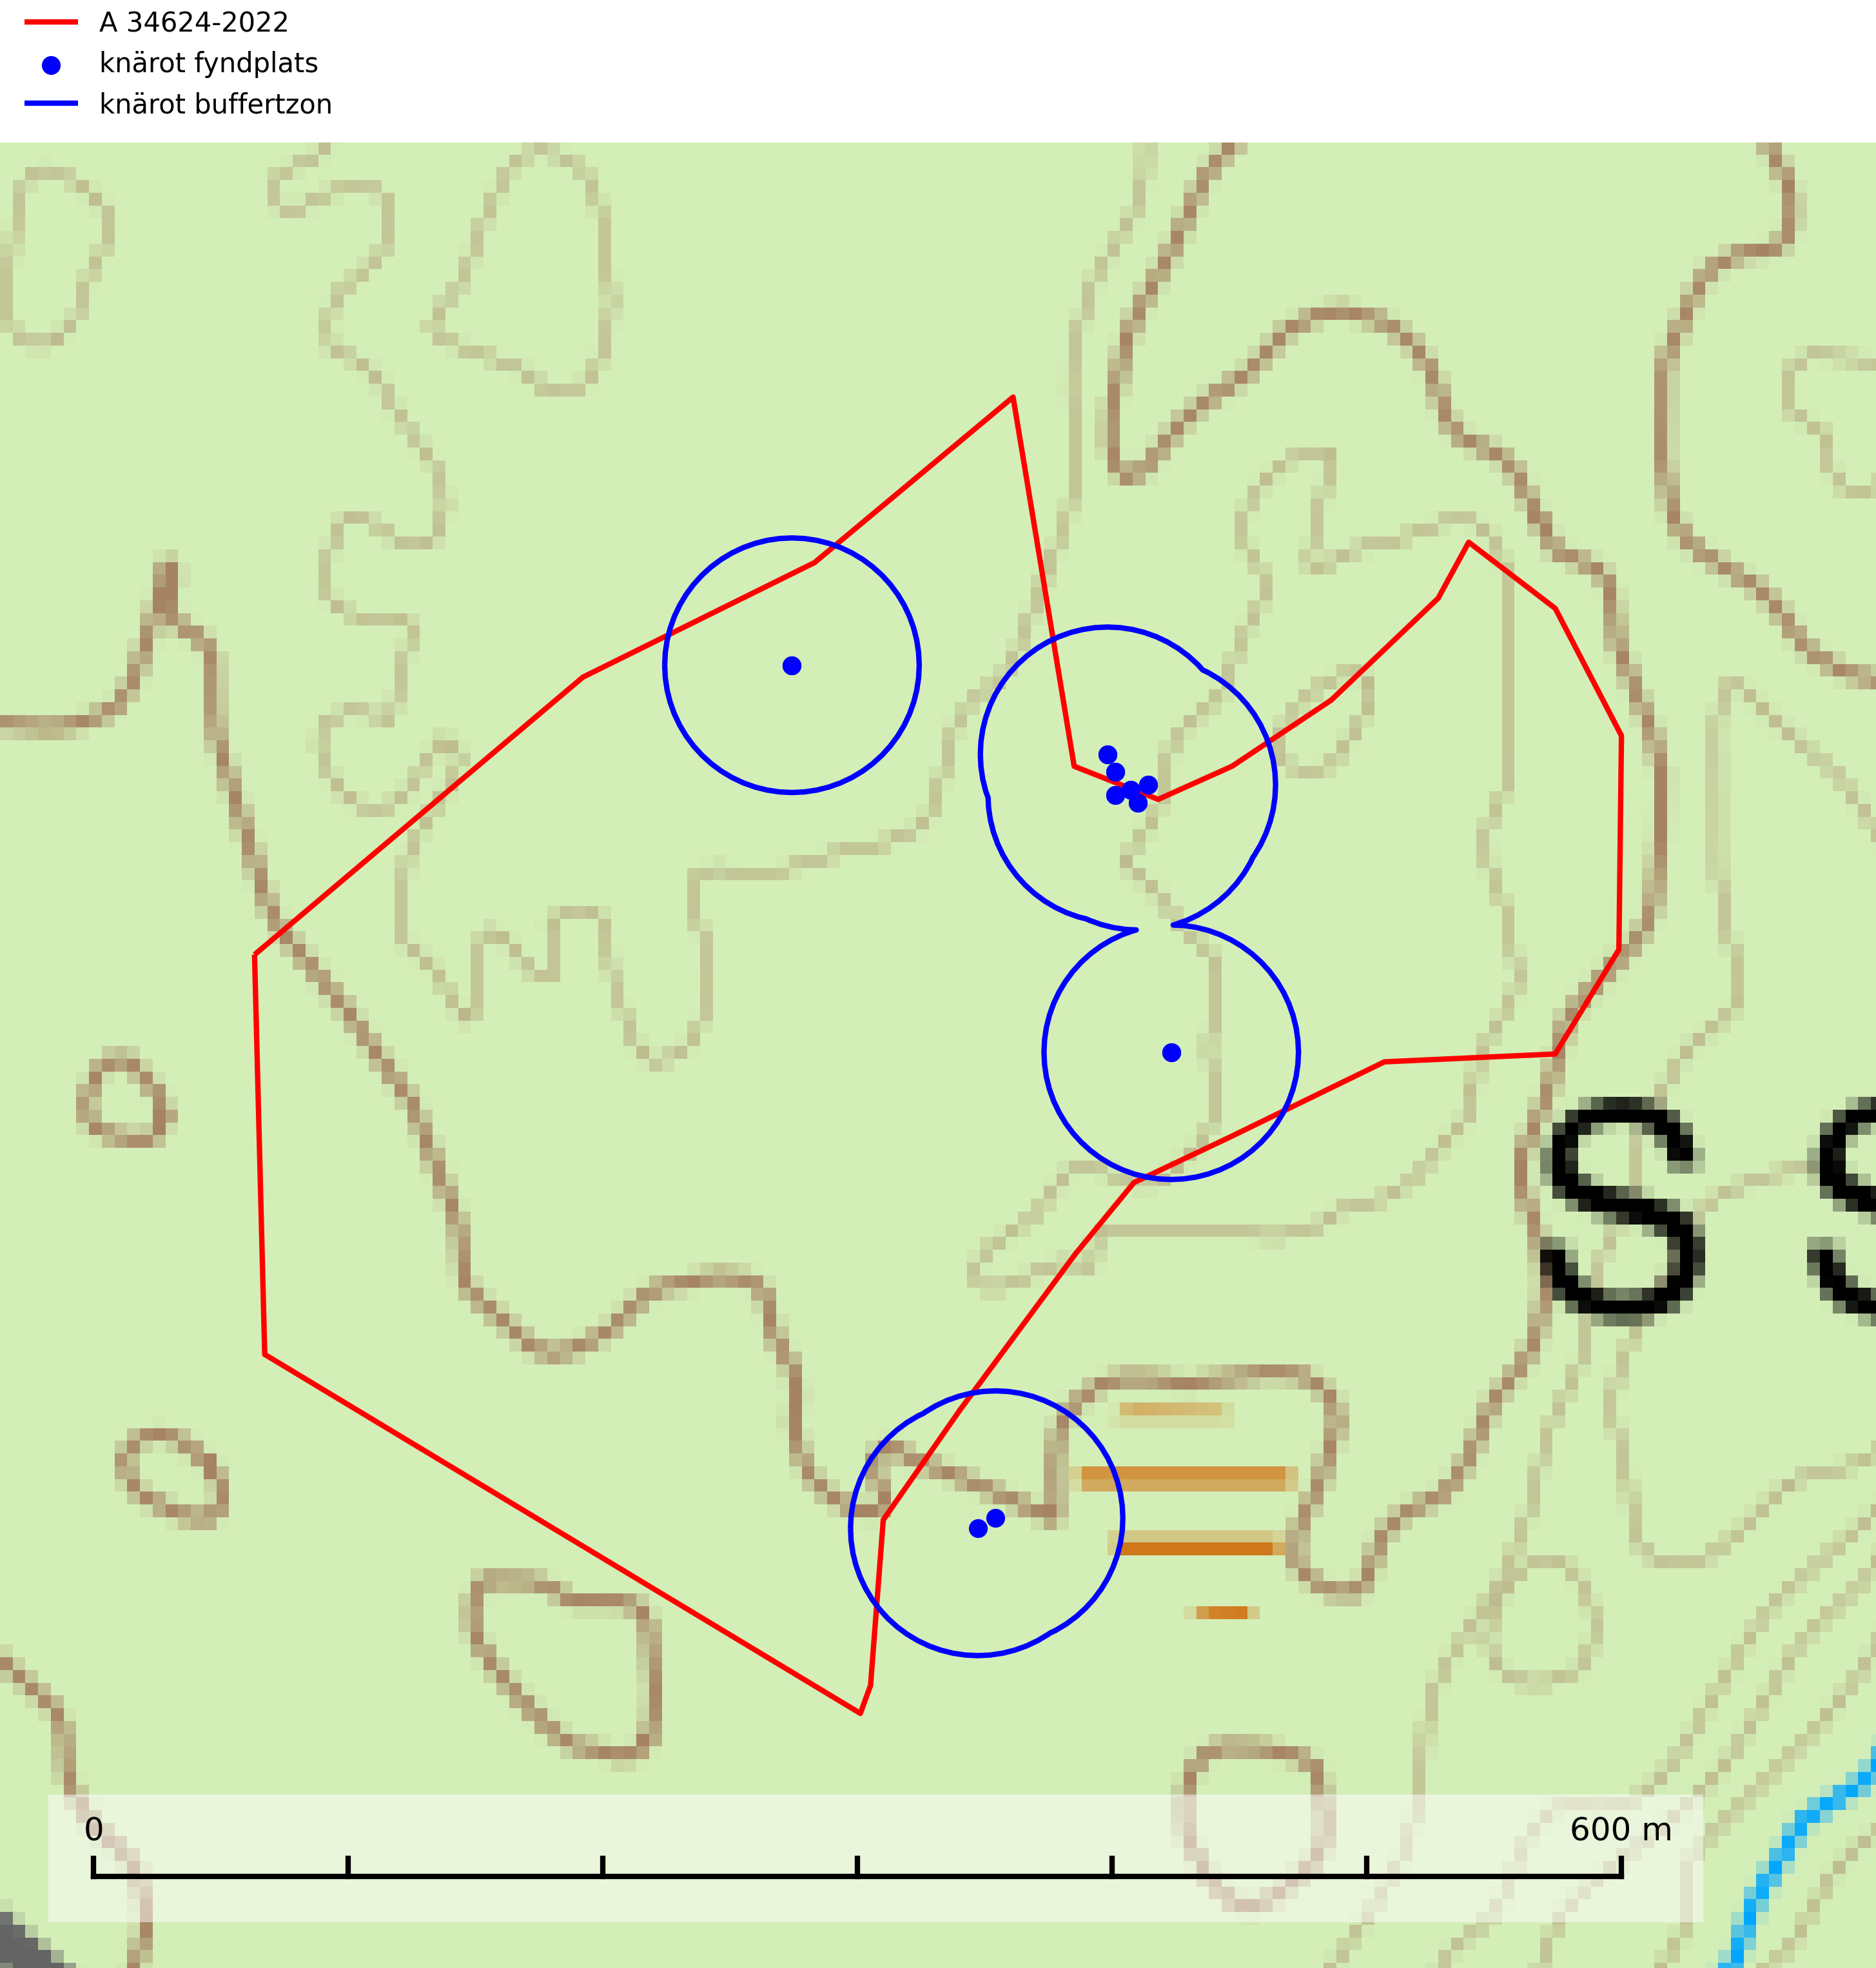 A 34624-2022
knärot fyndplats
knärot buffertzon
S
0 600 m